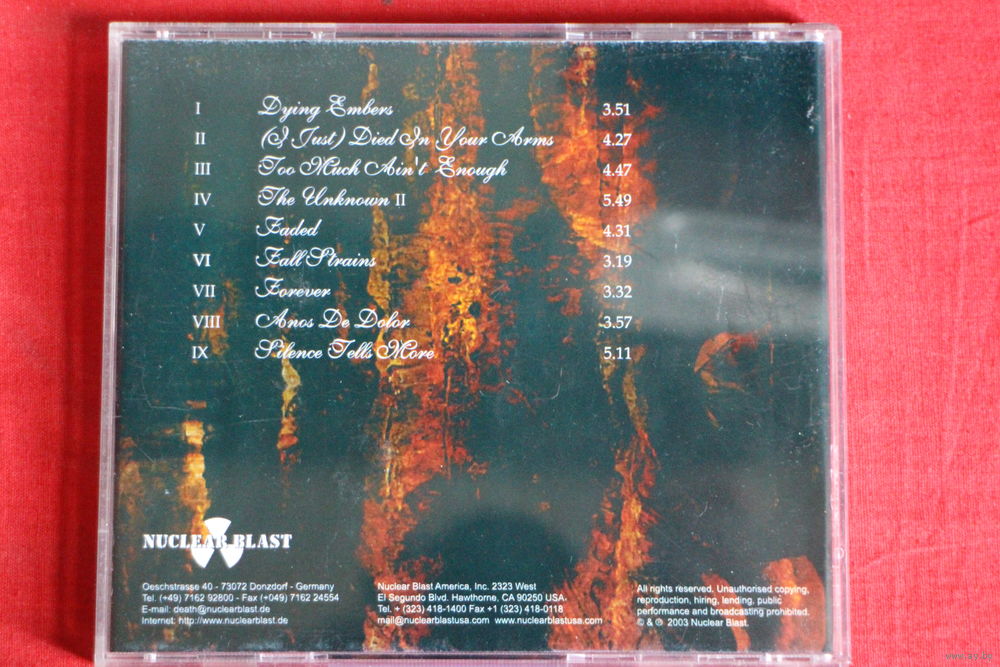 I Dying Embers 3.51
II (I Just) Died In Your Arms 4.27
III Too Much Ain't Enough 4.47
IV The Unknown II 5.49
V Faded 4.31
VI Fall Strains 3.19
VII Forever 3.32
VIII Anos De Dolor 3.57
IX Silence Tells More 5.11
NUCLEAR BLAST
Oeschstrasse 40 - 73072 Donzdorf - Germany
Tel. (+49) 7162 92800 - Fax (+049) 7162 24554
E-mail: death@nuclearblast.de
Internet: http://www.nuclearblast.de
Nuclear Blast America, Inc. 2323 West
El Segundo Blvd. Hawthorne, CA 90250 USA
Tel. + (323) 418-1400 Fax +1 (323) 418-0118
mail@nuclearblastusa.com www.nuclearblastusa.com
All rights reserved. Unauthorised copying,
reproduction, hiring, lending, public
performance and broadcasting prohibited.
© & ℗ 2003 Nuclear Blast.